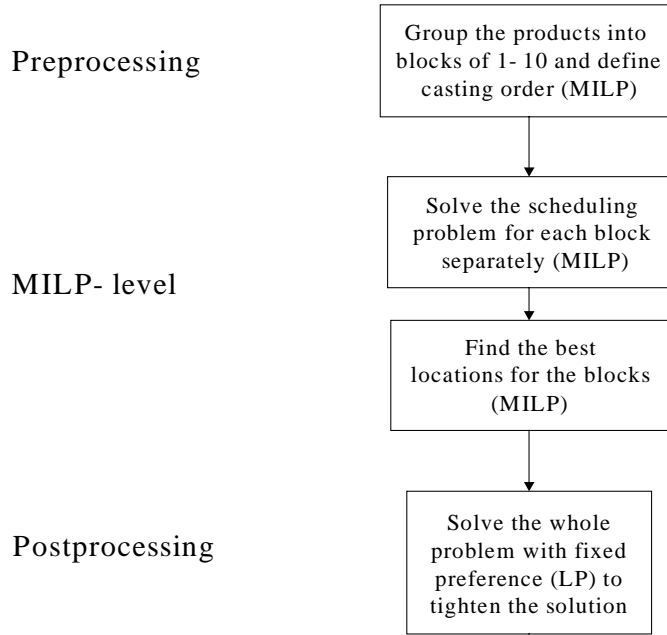 Preprocessing
Group the products into
blocks of 1- 10 and define
casting order (MILP)
Solve the scheduling
problem for each block
separately (MILP)
MILP- level
Find the best
locations for the blocks
(MILP)
Postprocessing
Solve the whole
problem with fixed
preference (LP) to
tighten the solution